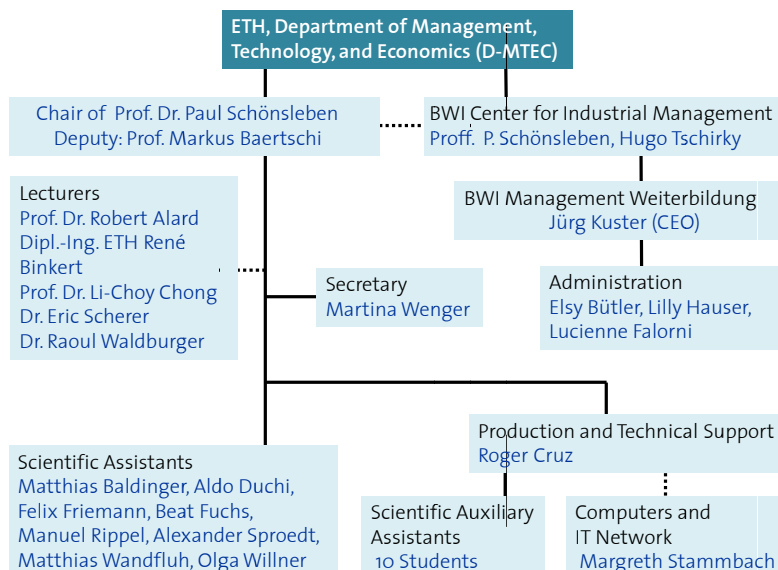 ETH, Department of Management,
Technology, and Economics (D-MTEC)
Chair of Prof. Dr. Paul Schönsleben
Deputy: Prof. Markus Baertschi
BWI Center for Industrial Management
Proff. P. Schönsleben, Hugo Tschirky
Lecturers
Prof. Dr. Robert Alard
Dipl.-Ing. ETH René
Binkert
Prof. Dr. Li-Choy Chong
Dr. Eric Scherer
Dr. Raoul Waldburger
BWI Management Weiterbildung
Jürg Kuster (CEO)
Secretary
Martina Wenger
Administration
Elsy Bütler, Lilly Hauser,
Lucienne Falorni
Production and Technical Support
Roger Cruz
Scientific Assistants
Matthias Baldinger, Aldo Duchi,
Felix Friemann, Beat Fuchs,
Manuel Rippel, Alexander Sproedt,
Matthias Wandfluh, Olga Willner
Scientific Auxiliary
Assistants
10 Students
Computers and
IT Network
Margreth Stammbach